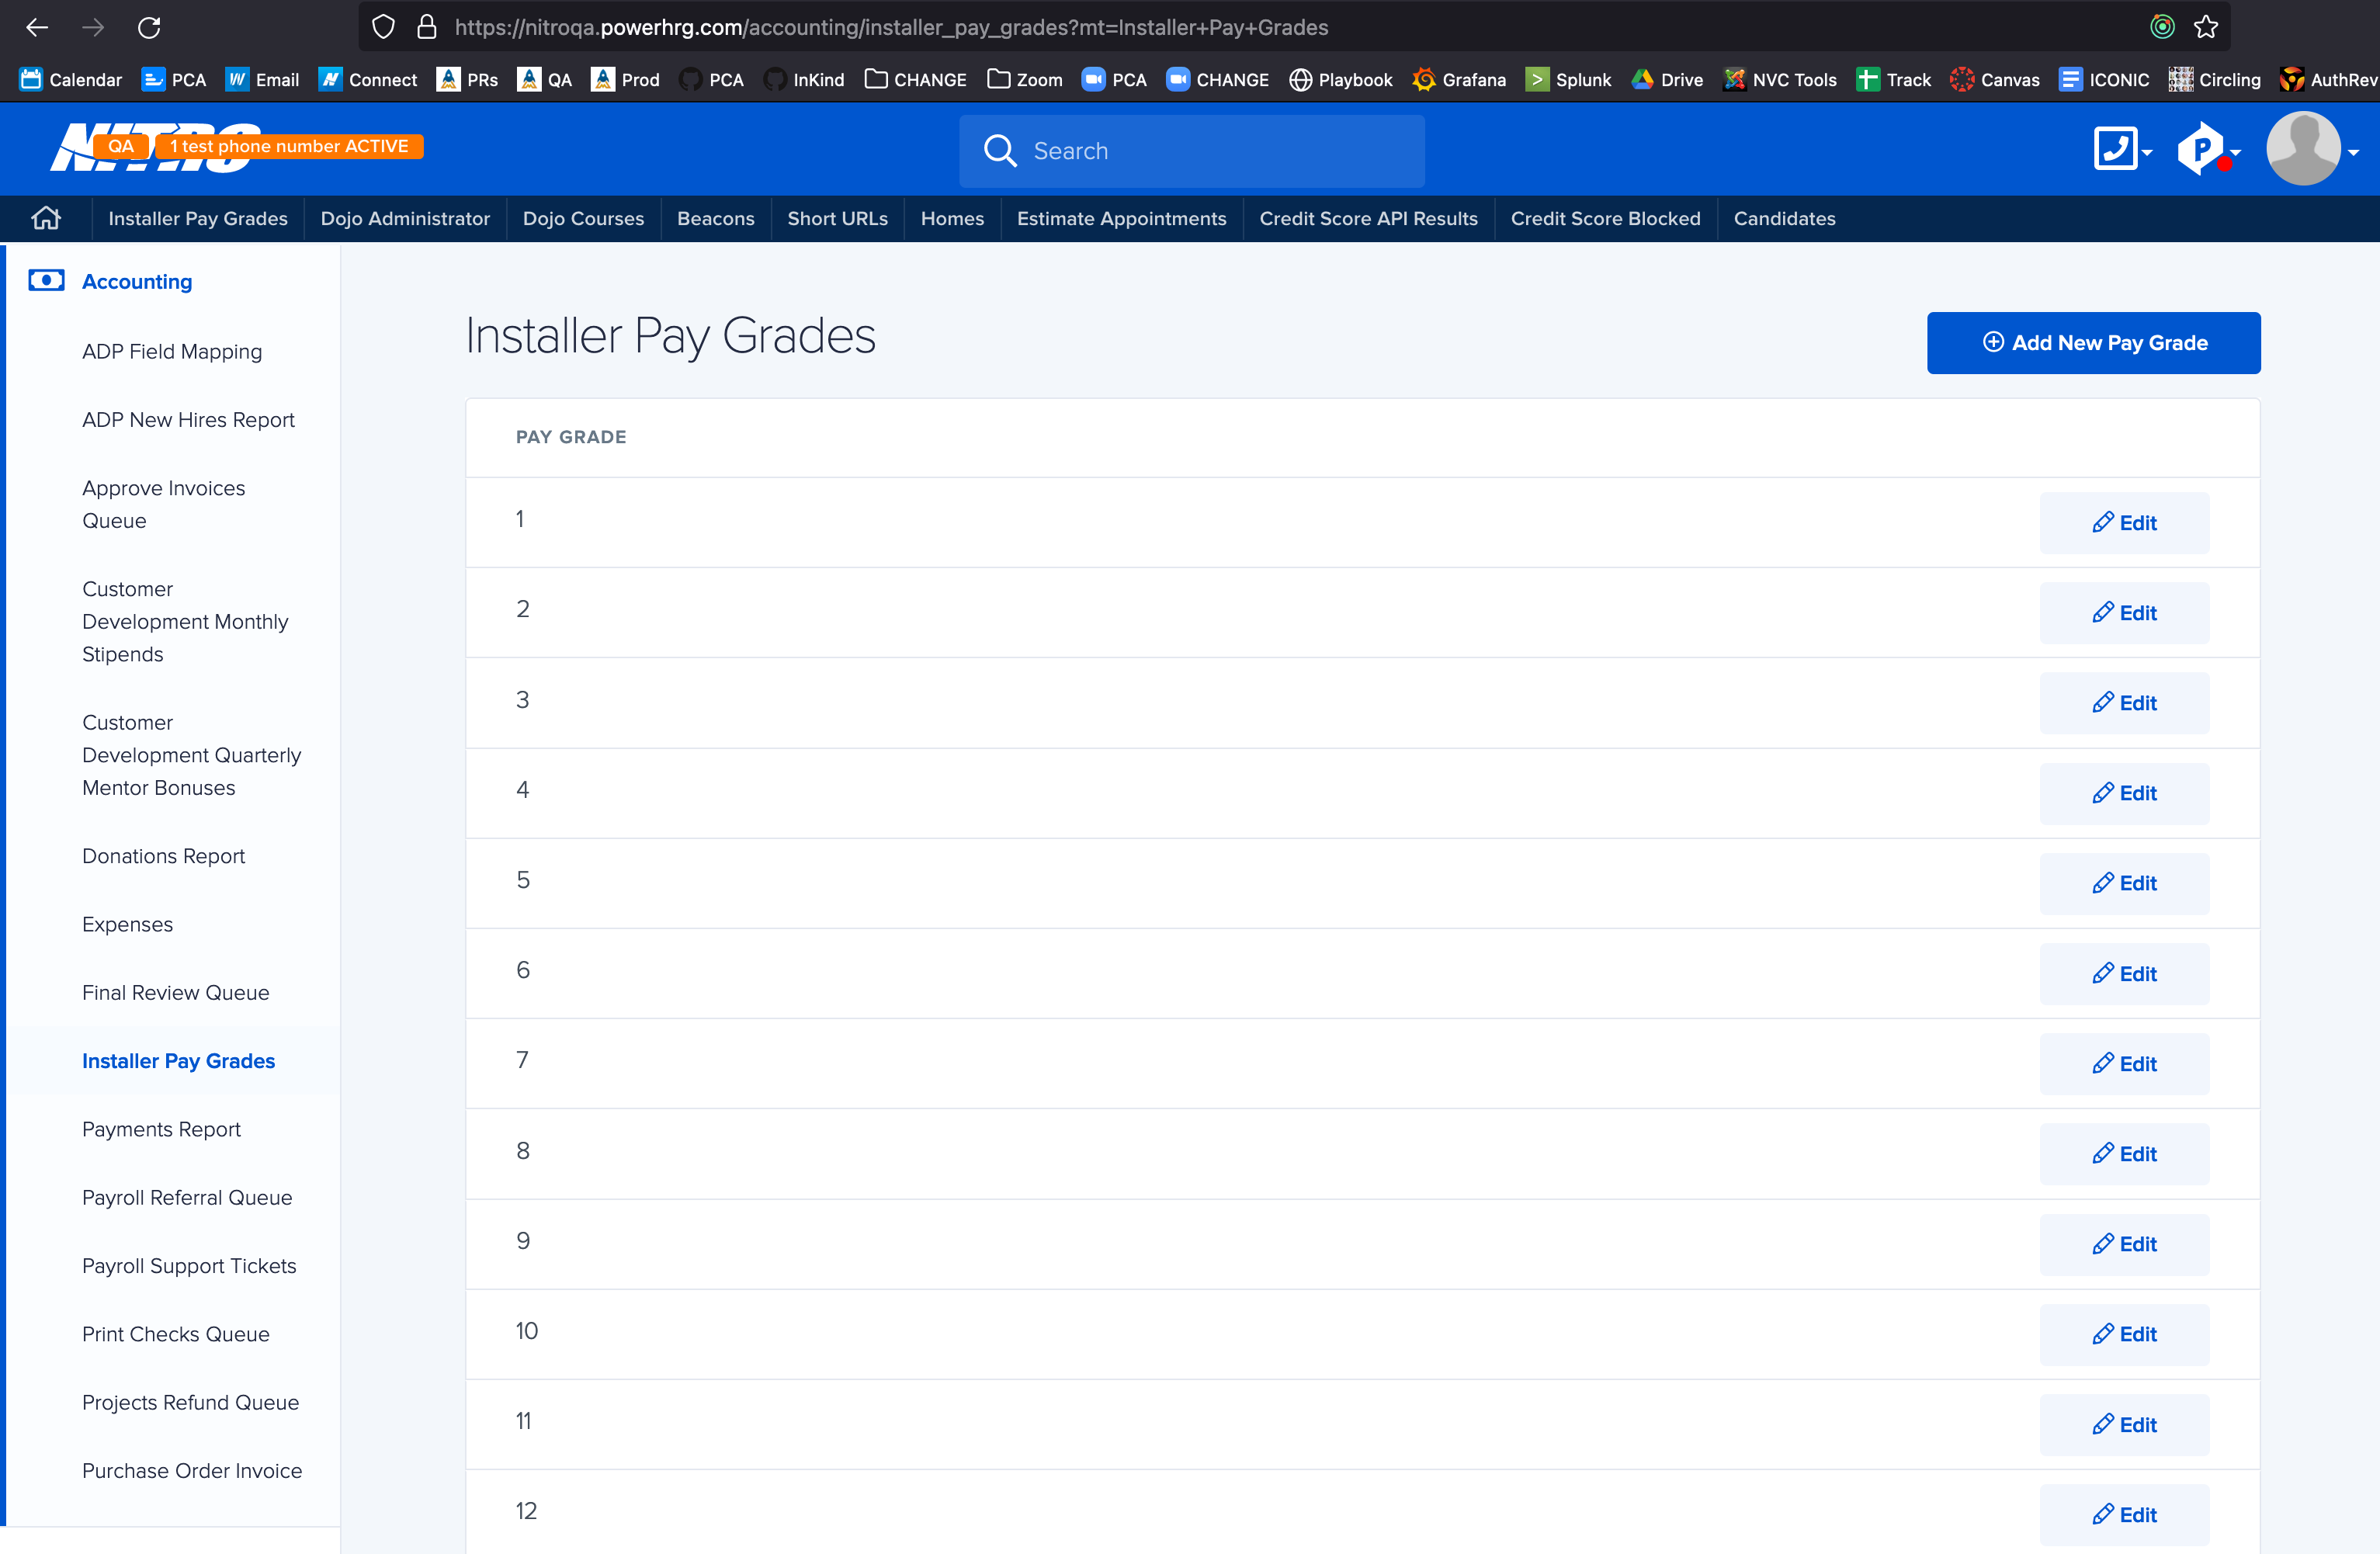 https://nitroqa.powerhrg.com/accounting/installer_pay_grades?mt=Installer+Pay+Grades
Calendar PCA Email Connect PRs QA Prod PCA InKind CHANGE Zoom PCA CHANGE Playbook Grafana Splunk Drive NVC Tools Track Canvas ICONIC Circling AuthRev
NITRO QA 1 test phone number ACTIVE
Search
P
Installer Pay Grades Dojo Administrator Dojo Courses Beacons Short URLs Homes Estimate Appointments Credit Score API Results Credit Score Blocked Candidates
Accounting
ADP Field Mapping
ADP New Hires Report
Approve Invoices
Queue
Customer
Development Monthly
Stipends
Customer
Development Quarterly
Mentor Bonuses
Donations Report
Expenses
Final Review Queue
Installer Pay Grades
Payments Report
Payroll Referral Queue
Payroll Support Tickets
Print Checks Queue
Projects Refund Queue
Purchase Order Invoice
Installer Pay Grades
Add New Pay Grade
PAY GRADE
1 Edit
2 Edit
3 Edit
4 Edit
5 Edit
6 Edit
7 Edit
8 Edit
9 Edit
10 Edit
11 Edit
12 Edit